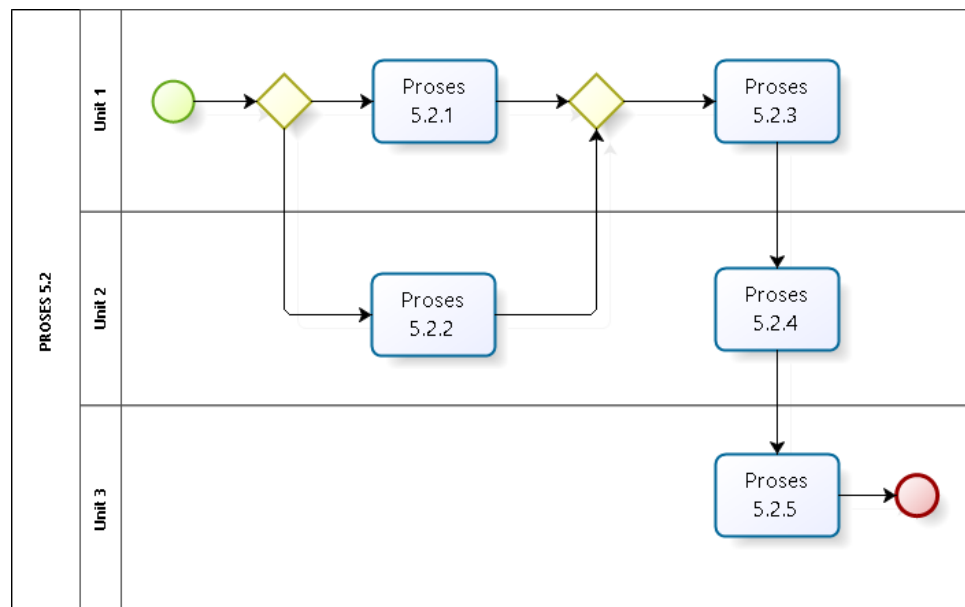 PROSES 5.2
Unit 1
Proses
5.2.1
Proses
5.2.3
Unit 2
Proses
5.2.2
Proses
5.2.4
Unit 3
Proses
5.2.5